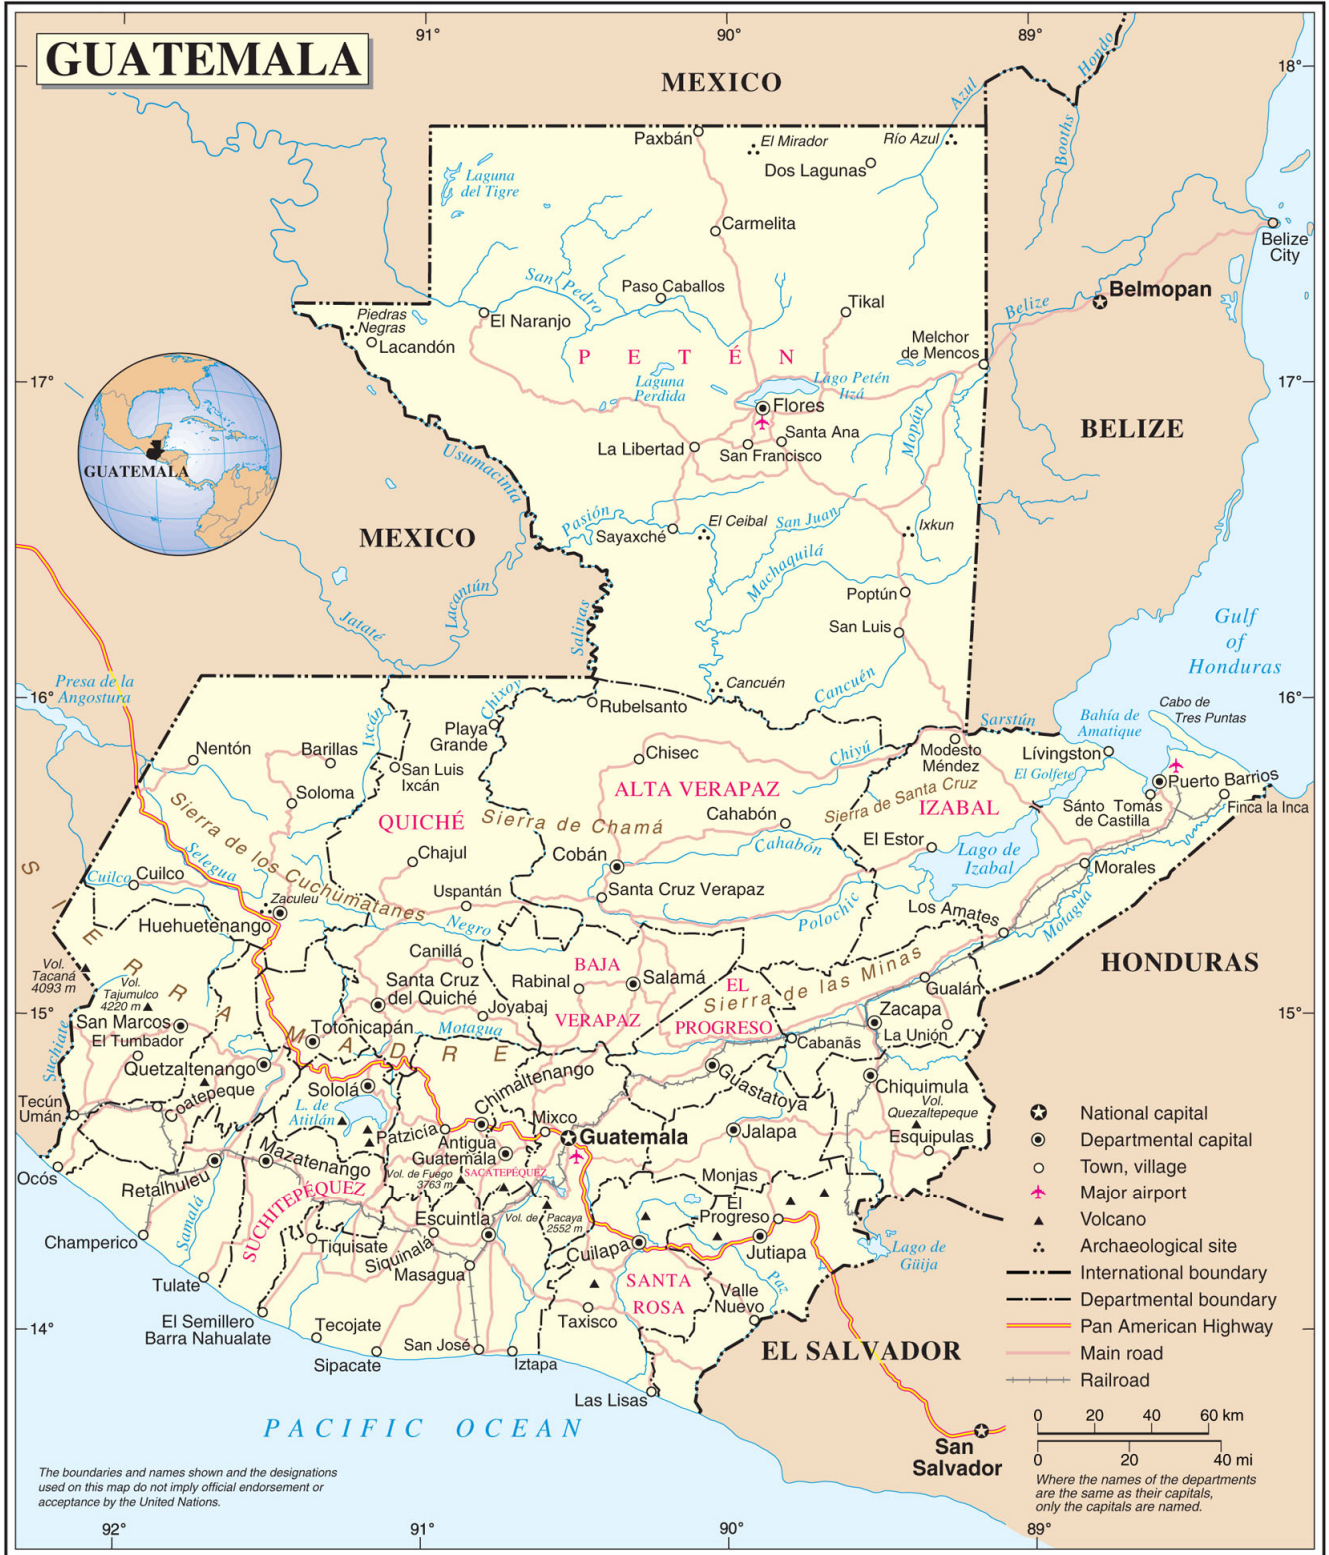 91°
90°
89°
GUATEMALA
MEXICO
18°
Hondo
Azul
Booths
Paxbán
El Mirador
Río Azul
Dos Lagunas
Laguna
del Tigre
Carmelita
Belize
City
San Pedro
Paso Caballos
Tikal
Belize
Belmopan
Piedras
Negras
El Naranjo
Lacandón
Melchor
de Mencos
PETÉN
17°
17°
Laguna
Perdida
Lago Petén
Itzá
Flores
Mopán
BELIZE
Santa Ana
La Libertad
San Francisco
GUATEMALA
Usumacinta
MEXICO
Pasión
El Ceibal
San Juan
Ixkun
Sayaxché
Machaquilá
Lacantún
Poptún
Jataté
Salinas
San Luis
Gulf
of
Honduras
Presa de la
Angostura
16°
16°
Cancuén
Cancuén
Chixoy
Rubelsanto
Ixcán
Playa
Grande
Sarstún
Bahía de
Amatique
Cabo de
Tres Puntas
Nentón
Barillas
Chisec
Chiyú
Modesto
Méndez
Lívingston
San Luis
Ixcán
El Golfete
Puerto Barrios
Soloma
ALTA VERAPAZ
Sierra de Santa Cruz
IZABAL
Sánto Tomás
de Castilla
Finca la Inca
Sierra de los Cuchumatanes
QUICHÉ
Sierra de Chamá
Cahabón
El Estor
Selegua
Chajul
Cobán
Cahabón
Lago de
Izabal
Cuilco
Cuilco
Morales
Zaculeu
Uspantán
Santa Cruz Verapaz
Huehuetenango
Negro
Polochic
Los Amates
Motagua
SIERRA MADRE
Canillá
BAJA
VERAPAZ
HONDURAS
Vol.
Tacaná
4093 m
Vol.
Tajumulco
4220 m
Santa Cruz
del Quiché
Rabinal
Salamá
EL
PROGRESO
Sierra de las Minas
Gualán
Joyabaj
15°
15°
San Marcos
El Tumbador
Totonicapán
Motagua
Zacapa
La Unión
Cabanãs
Suchiate
Quetzaltenango
Chimaltenango
Guastatoya
Chiquimula
Sololá
Vol.
Quezaltepeque
Tecún
Umán
Coatepeque
L. de
Atitlán
Mixco
Patzicía
Antigua
Guatemala
Guatemala
Jalapa
Esquipulas
Mazatenango
Ocós
Retalhuleu
Vol. de Fuego
3763 m
SACATEPÉQUEZ
Monjas
SUCHITEPÉQUEZ
Samalá
Escuintla
Vol. de Pacaya
2552 m
El
Progreso
Champerico
Tiquisate
Siquinalá
Cuilapa
Jutiapa
Lago de
Güija
Masagua
Tulate
SANTA
ROSA
Paz
Valle
Nuevo
El Semillero
Barra Nahualate
Taxisco
14°
Tecojate
San José
Sipacate
Iztapa
EL SALVADOR
Las Lisas
PACIFIC OCEAN
San
Salvador
National capital
Departmental capital
Town, village
Major airport
Volcano
Archaeological site
International boundary
Departmental boundary
Pan American Highway
Main road
Railroad
0 20 40 60 km
0 20 40 mi
Where the names of the departments
are the same as their capitals,
only the capitals are named.
The boundaries and names shown and the designations
used on this map do not imply official endorsement or
acceptance by the United Nations.
92°
91°
90°
89°